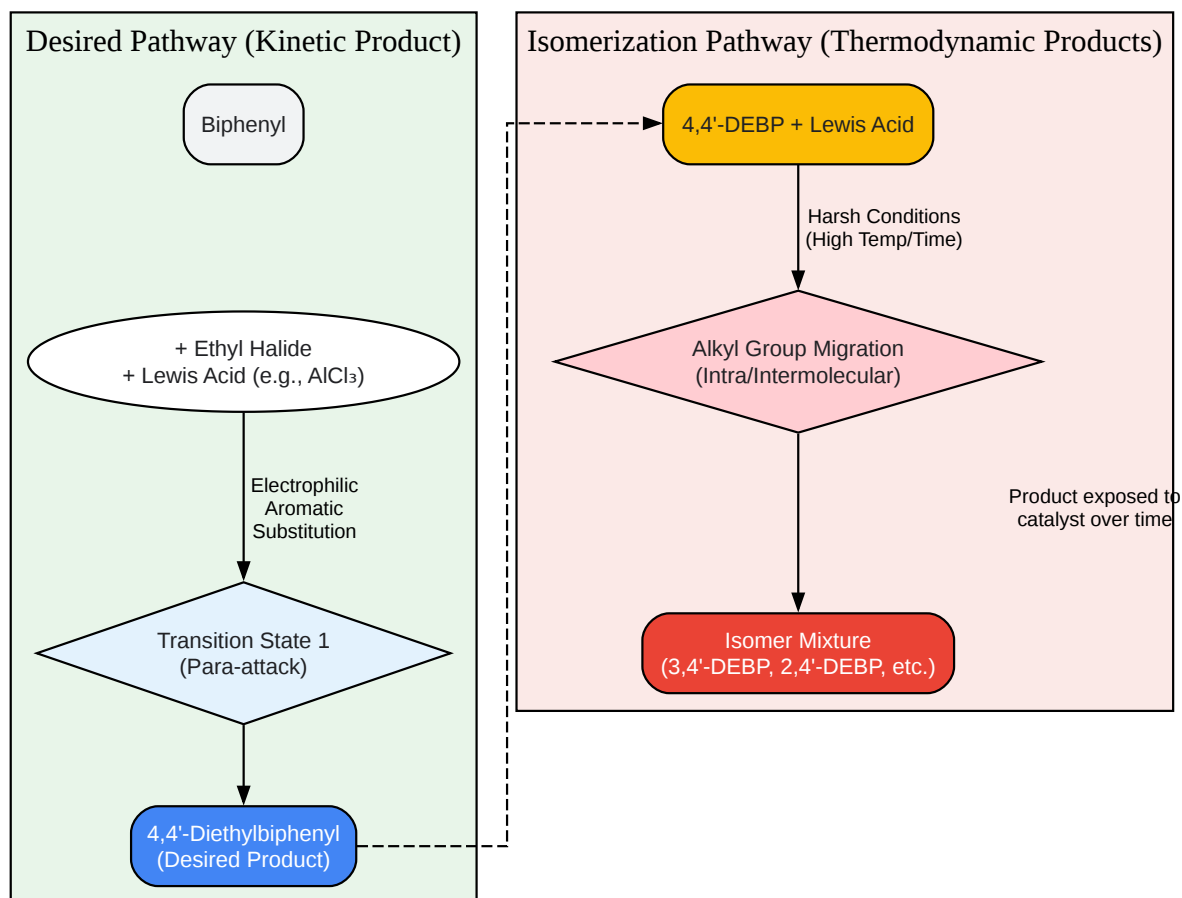 Desired Pathway (Kinetic Product)
Biphenyl
+ Ethyl Halide
+ Lewis Acid (e.g., AlCl₃)
Electrophilic
Aromatic
Substitution
Transition State 1
(Para-attack)
4,4'-Diethylbiphenyl
(Desired Product)
Isomerization Pathway (Thermodynamic Products)
4,4'-DEBP + Lewis Acid
Harsh Conditions
(High Temp/Time)
Alkyl Group Migration
(Intra/Intermolecular)
Product exposed to
catalyst over time
Isomer Mixture
(3,4'-DEBP, 2,4'-DEBP, etc.)